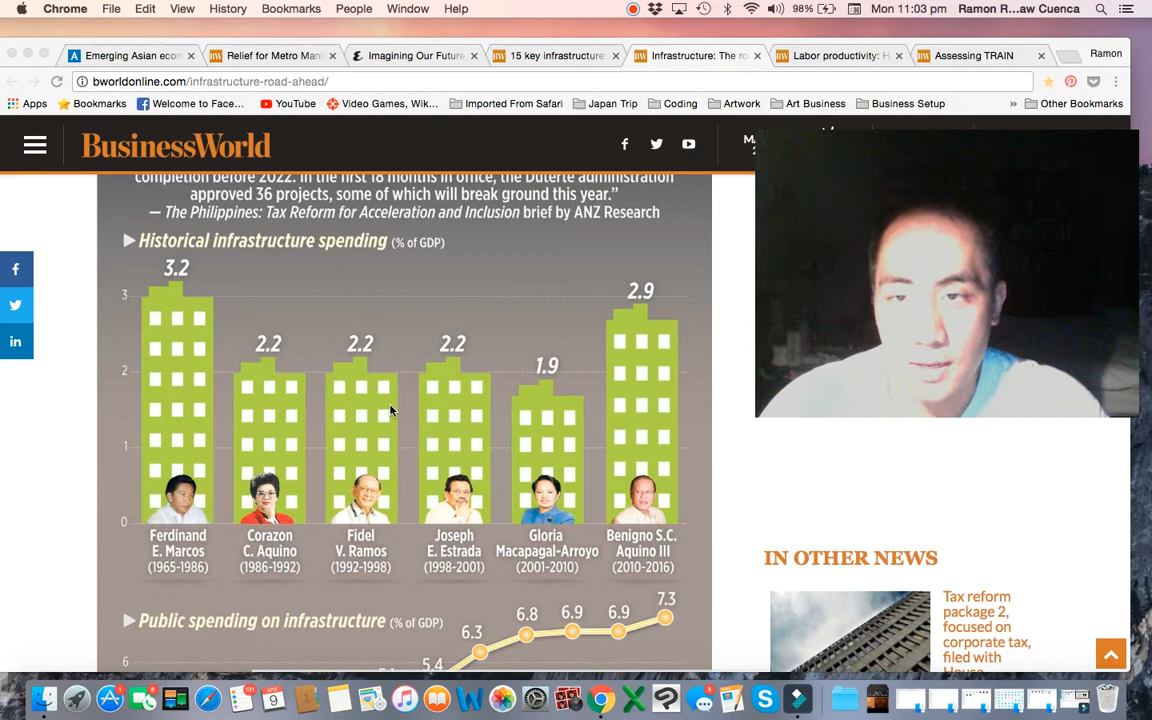 Chrome File Edit View History Bookmarks People Window Help 98% Mon 11:03 pm Ramon R...aw Cuenca
Emerging Asian econ Relief for Metro Mani Imagining Our Future 15 key infrastructure Infrastructure: The ro Labor productivity: H Assessing TRAIN Ramon
bworldonline.com/infrastructure-road-ahead/
Apps Bookmarks Welcome to Face... YouTube Video Games, Wik... Imported From Safari Japan Trip Coding Artwork Art Business Business Setup » Other Bookmarks
BusinessWorld
completion before 2022. In the first 18 months in office, the Duterte administration
approved 36 projects, some of which will break ground this year.”
— The Philippines: Tax Reform for Acceleration and Inclusion brief by ANZ Research
Historical infrastructure spending (% of GDP)
3.2
2.9
3
2.2 2.2 2.2
1.9
2
1
0
Ferdinand E. Marcos (1965-1986)
Corazon C. Aquino (1986-1992)
Fidel V. Ramos (1992-1998)
Joseph E. Estrada (1998-2001)
Gloria Macapagal-Arroyo (2001-2010)
Benigno S.C. Aquino III (2010-2016)
Public spending on infrastructure (% of GDP)
6.3 6.8 6.9 6.9 7.3
5.4
6
IN OTHER NEWS
Tax reform
package 2,
focused on
corporate tax,
filed with
House